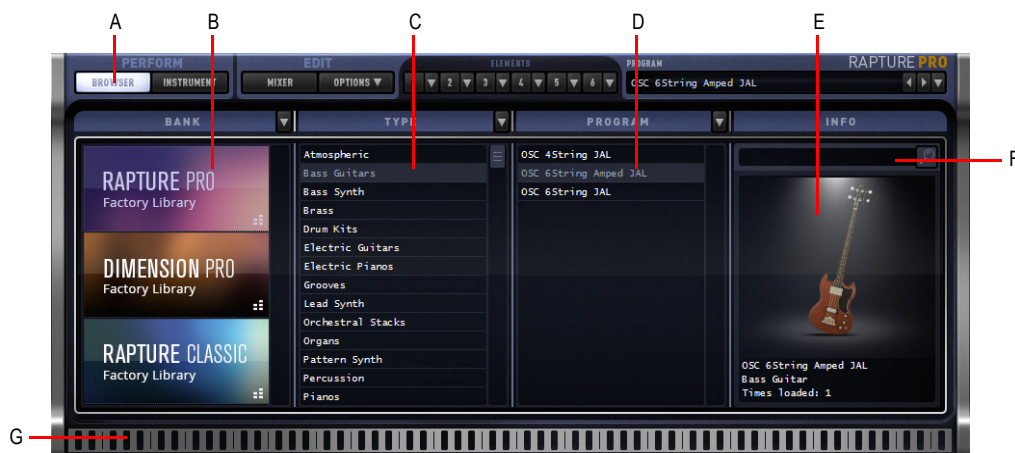 A B C D E
PERFORM EDIT ELEMENTS PROGRAM RAPTURE PRO
BROWSER INSTRUMENT MIXER OPTIONS ▼ 2 3 4 5 6 OSC 6String Amped JAL
BANK TYPE PROGRAM INFO
RAPTURE PRO
Factory Library
DIMENSION PRO
Factory Library
RAPTURE CLASSIC
Factory Library
Atmospheric
Bass Guitars
Bass Synth
Brass
Drum Kits
Electric Guitars
Electric Pianos
Grooves
Lead Synth
Orchestral Stacks
Organs
Pattern Synth
Percussion
Pianos
OSC 4String JAL
OSC 6String Amped JAL
OSC 6String JAL
F
OSC 6String Amped JAL
Bass Guitar
Times loaded: 1
G